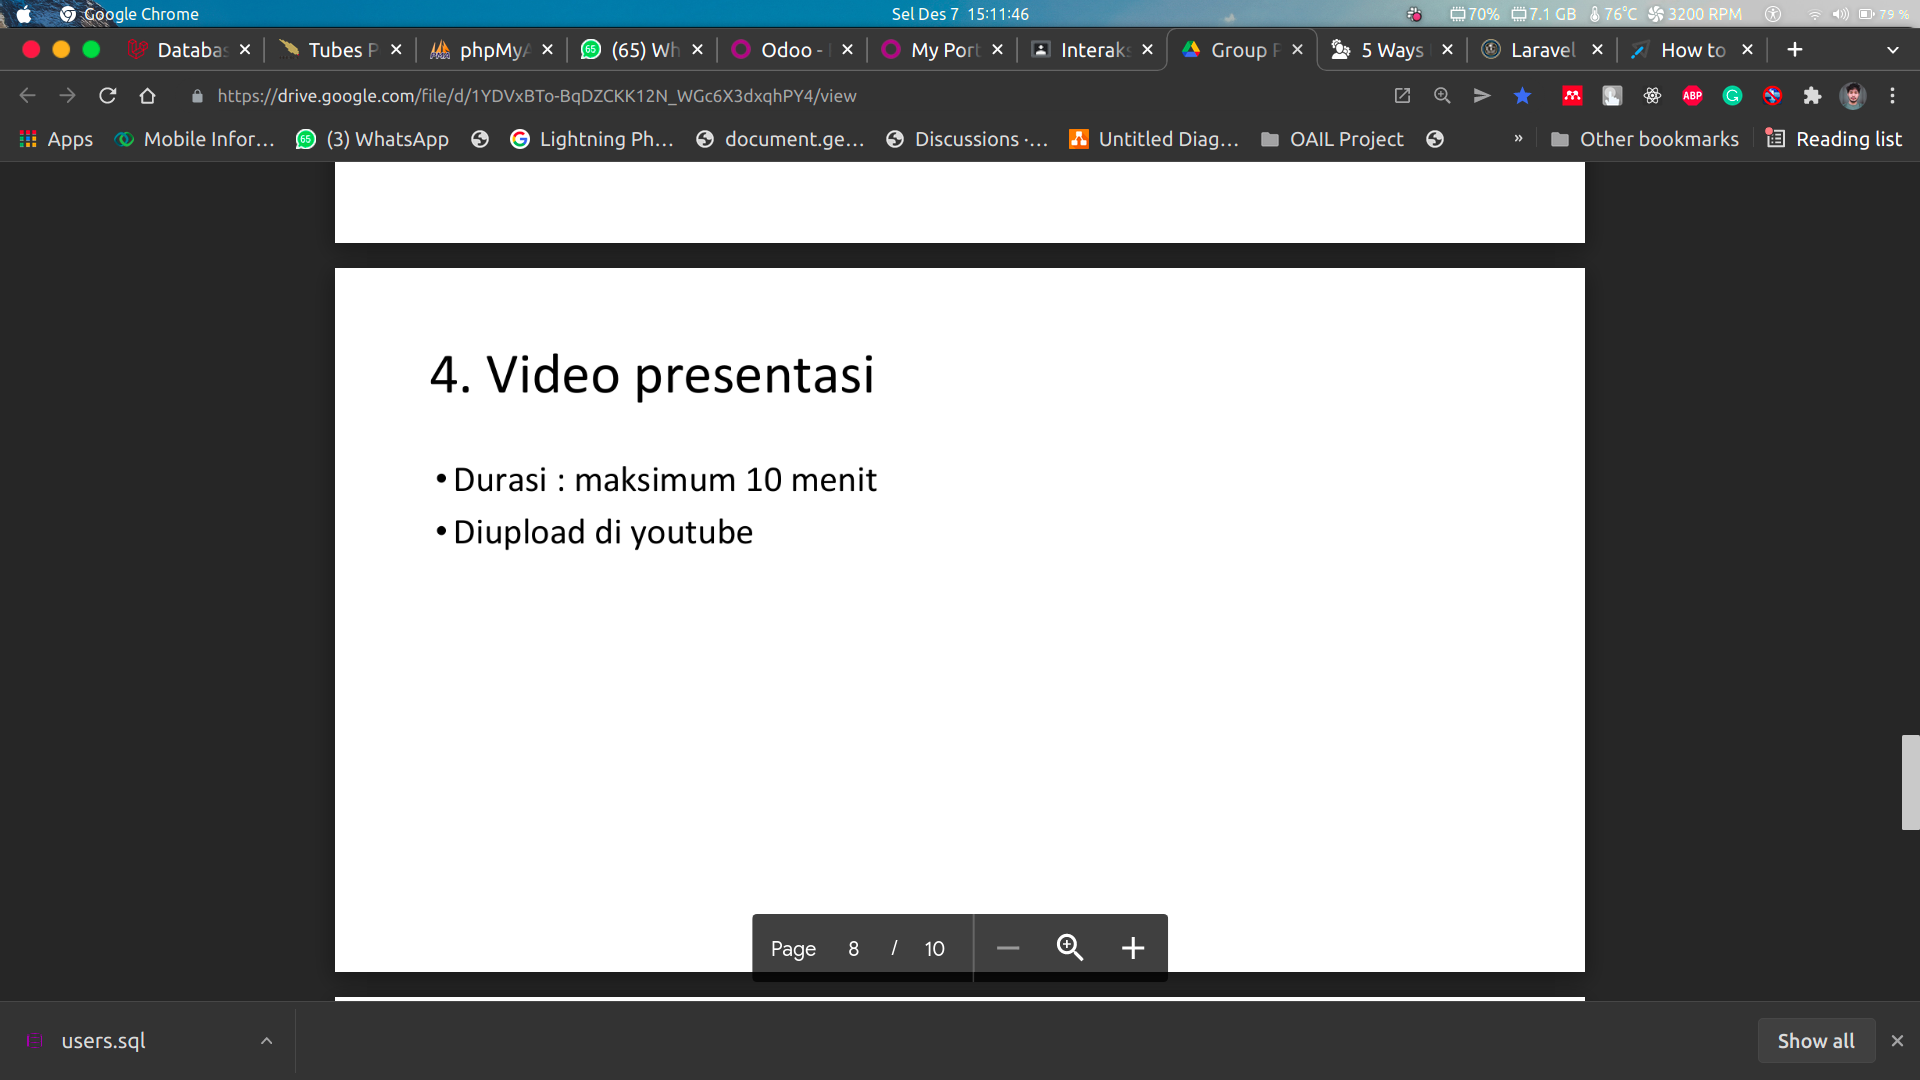 Google Chrome
Sel Des 7 15:11:46
70% 7.1 GB 76°C 3200 RPM 79 %
Databas Tubes P phpMyA (65) Wh Odoo - My Port Interaks Group P 5 Ways Laravel How to
https://drive.google.com/file/d/1YDVxBTo-BqDZCKK12N_WGc6X3dxqhPY4/view
ABP
Apps Mobile Infor... (3) WhatsApp Lightning Ph... document.ge... Discussions ·... Untitled Diag... OAIL Project » Other bookmarks Reading list
4. Video presentasi
• Durasi : maksimum 10 menit
• Diupload di youtube
Page 8 / 10
users.sql
Show all